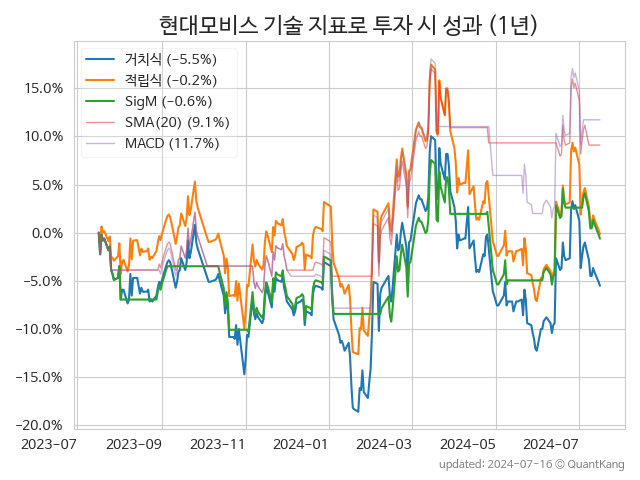 현대모비스 기술 지표로 투자 시 성과 (1년)
거치식 (−5.5%)
적립식 (−0.2%)
SigM (−0.6%)
SMA(20) (9.1%)
MACD (11.7%)
15.0%
10.0%
5.0%
0.0%
−5.0%
−10.0%
−15.0%
−20.0%
2023−07 2023−09 2023−11 2024−01 2024−03 2024−05 2024−07
updated: 2024−07−16 © QuantKang